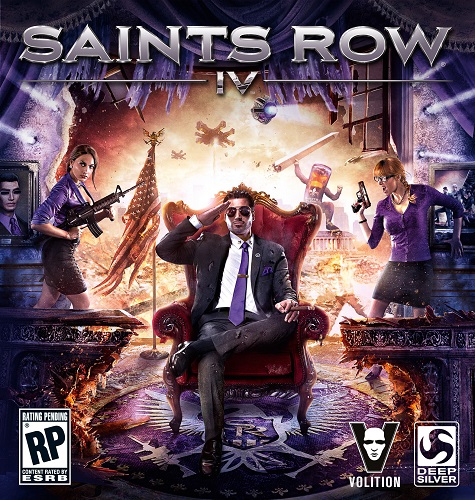 SAINTS ROW
IV
RATING PENDING
RP
CONTENT RATED BY
ESRB
V
VOLITION
DEEP
SILVER